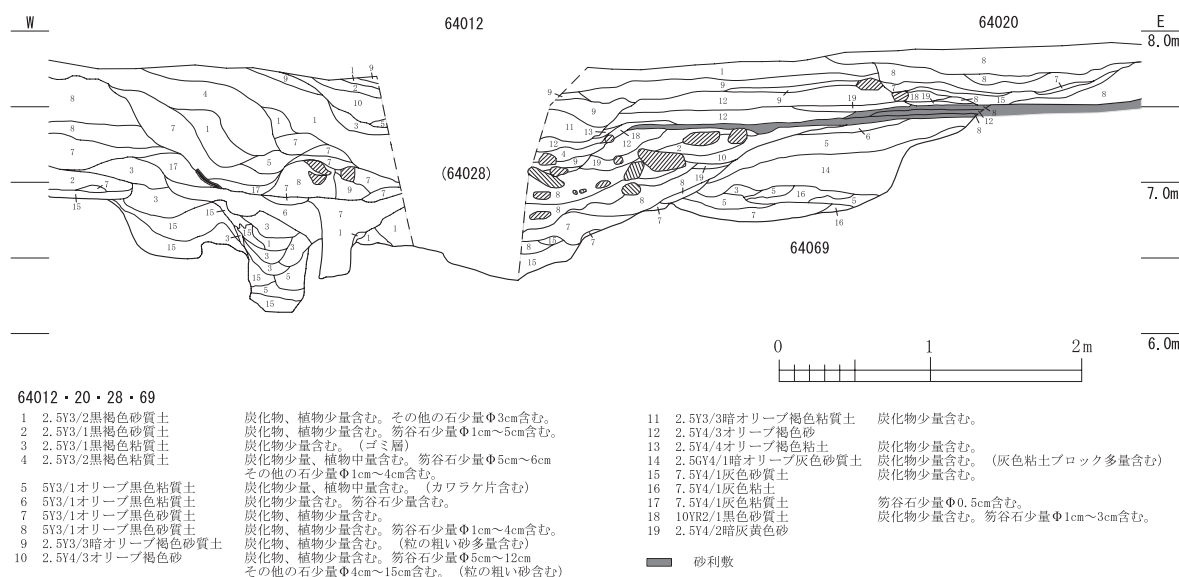 W 64012 64020 E
8.0m
(64028)
7.0m
64069
6.0m
0 1 2m
64012・20・28・69
1 2.5Y3/2黒褐色砂質土 炭化物、植物少量含む。その他の石少量Φ3cm含む。
2 2.5Y3/1黒褐色砂質土 炭化物、植物少量含む。笏谷石少量Φ1cm～5cm含む。
3 2.5Y3/1黒褐色粘質土 炭化物少量含む。（ゴミ層）
4 2.5Y3/2黒褐色粘質土 炭化物少量、植物中量含む。笏谷石少量Φ5cm～6cm
その他の石少量Φ1cm～4cm含む。
5 5Y3/1オリーブ黒色粘質土 炭化物少量、植物中量含む。（カワラケ片含む）
6 5Y3/1オリーブ黒色粘質土 炭化物少量含む。笏谷石少量含む。
7 5Y3/1オリーブ黒色砂質土 炭化物、植物少量含む。
8 5Y3/1オリーブ黒色砂質土 炭化物、植物少量含む。笏谷石少量Φ1cm～4cm含む。
9 2.5Y3/3暗オリーブ褐色砂質土 炭化物、植物少量含む。（粒の粗い砂多量含む）
10 2.5Y4/3オリーブ褐色砂 炭化物、植物少量含む。笏谷石少量Φ5cm～12cm
その他の石少量Φ4cm～15cm含む。（粒の粗い砂含む）
11 2.5Y3/3暗オリーブ褐色粘質土 炭化物少量含む。
12 2.5Y4/3オリーブ褐色砂
13 2.5Y4/4オリーブ褐色粘土 炭化物少量含む。
14 2.5GY4/1暗オリーブ灰色砂質土 炭化物少量含む。（灰色粘土ブロック多量含む）
15 7.5Y4/1灰色砂質土 炭化物少量含む。
16 7.5Y4/1灰色粘土
17 7.5Y4/1灰色粘質土 笏谷石少量Φ0.5cm含む。
18 10YR2/1黒色砂質土 炭化物少量含む。笏谷石少量Φ1cm～3cm含む。
19 2.5Y4/2暗灰黄色砂
砂利敷